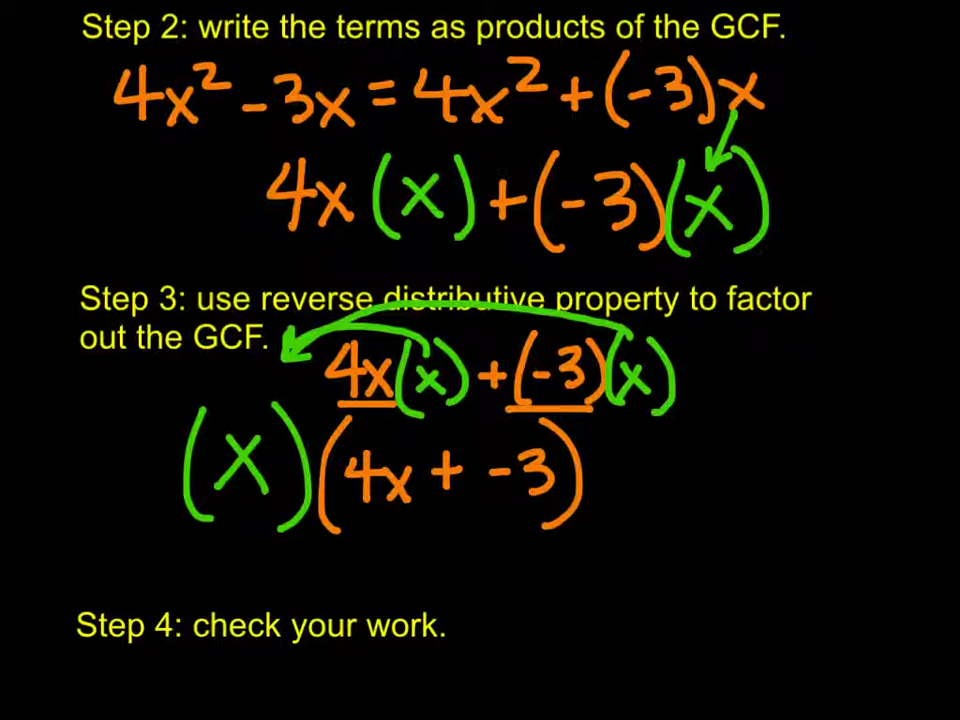 Step 2: write the terms as products of the GCF.
4x² - 3x = 4x² + (-3)x
4x (x) + (-3)(x)
Step 3: use reverse distributive property to factor
out the GCF.
4x(x) + (-3)(x)
(x)(4x + -3)
Step 4: check your work.